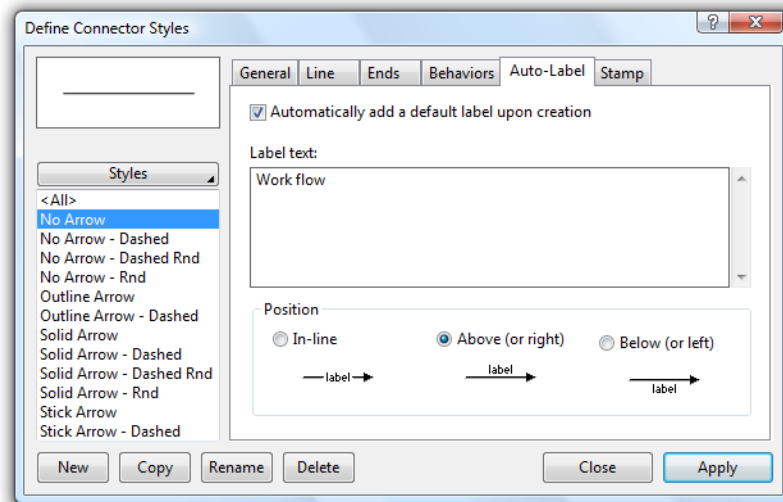 Define Connector Styles
?
General Line Ends Behaviors Auto-Label Stamp
Automatically add a default label upon creation
Label text:
Work flow
Styles
<All>
No Arrow
No Arrow - Dashed
No Arrow - Dashed Rnd
No Arrow - Rnd
Outline Arrow
Outline Arrow - Dashed
Solid Arrow
Solid Arrow - Dashed
Solid Arrow - Dashed Rnd
Solid Arrow - Rnd
Stick Arrow
Stick Arrow - Dashed
Position
In-line Above (or right) Below (or left)
label label label
New Copy Rename Delete Close Apply